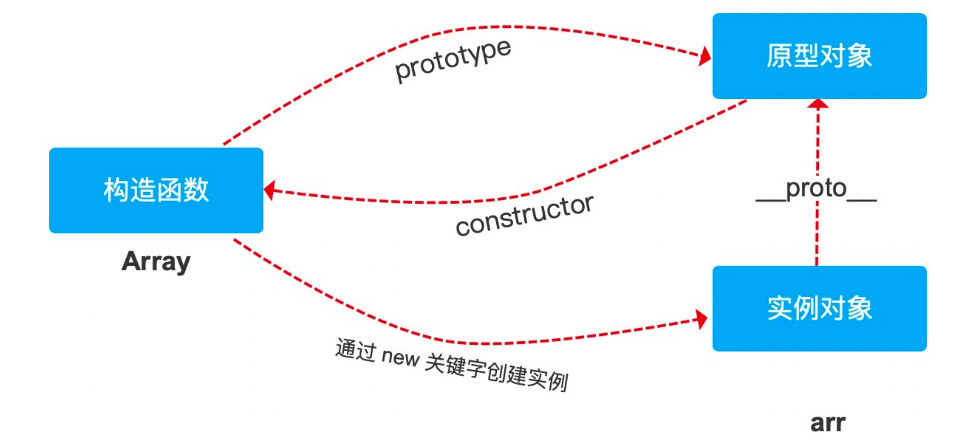 prototype
原型对象
构造函数
Array
constructor
__proto__
通过 new 关键字创建实例
实例对象
arr